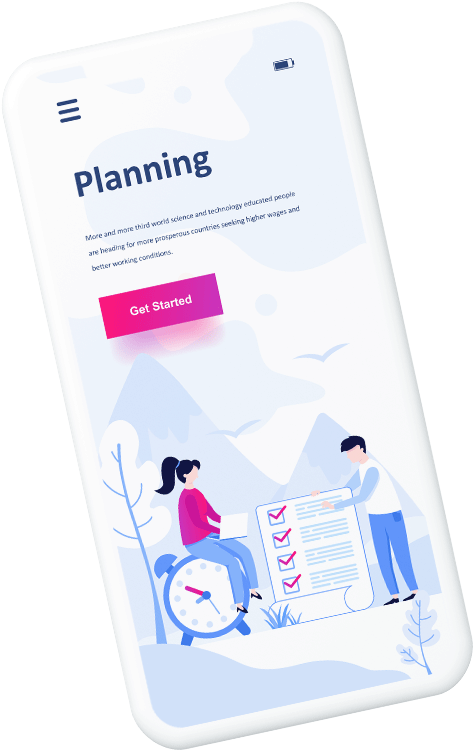 Planning
More and more third world science and technology educated people
are heading for more prosperous countries seeking higher wages and
better working conditions.
Get Started